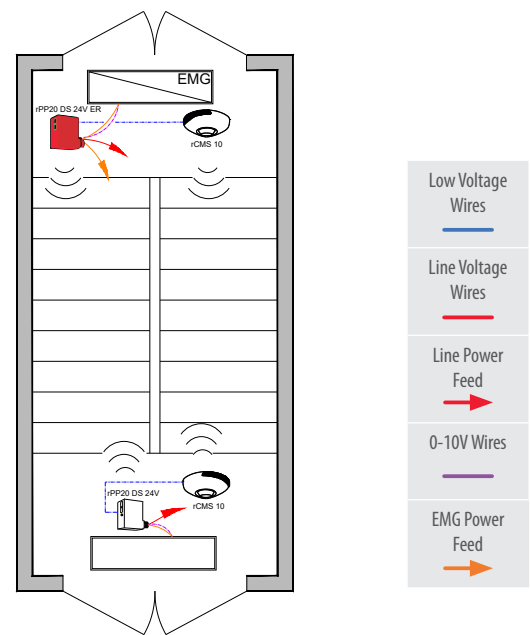 EMG
rPP20 DS 24V ER
rCMS 10
rPP20 DS 24V
rCMS 10
Low Voltage
Wires
Line Voltage
Wires
Line Power
Feed
0-10V Wires
EMG Power
Feed